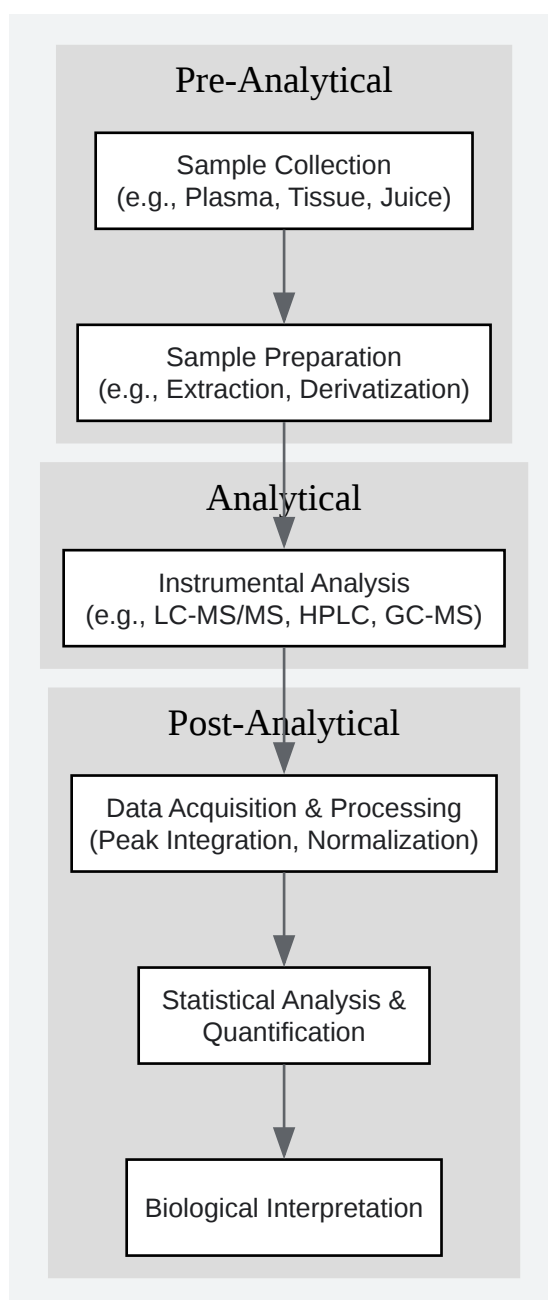 Pre-Analytical
Sample Collection
(e.g., Plasma, Tissue, Juice)
Sample Preparation
(e.g., Extraction, Derivatization)
Analytical
Instrumental Analysis
(e.g., LC-MS/MS, HPLC, GC-MS)
Post-Analytical
Data Acquisition & Processing
(Peak Integration, Normalization)
Statistical Analysis &
Quantification
Biological Interpretation